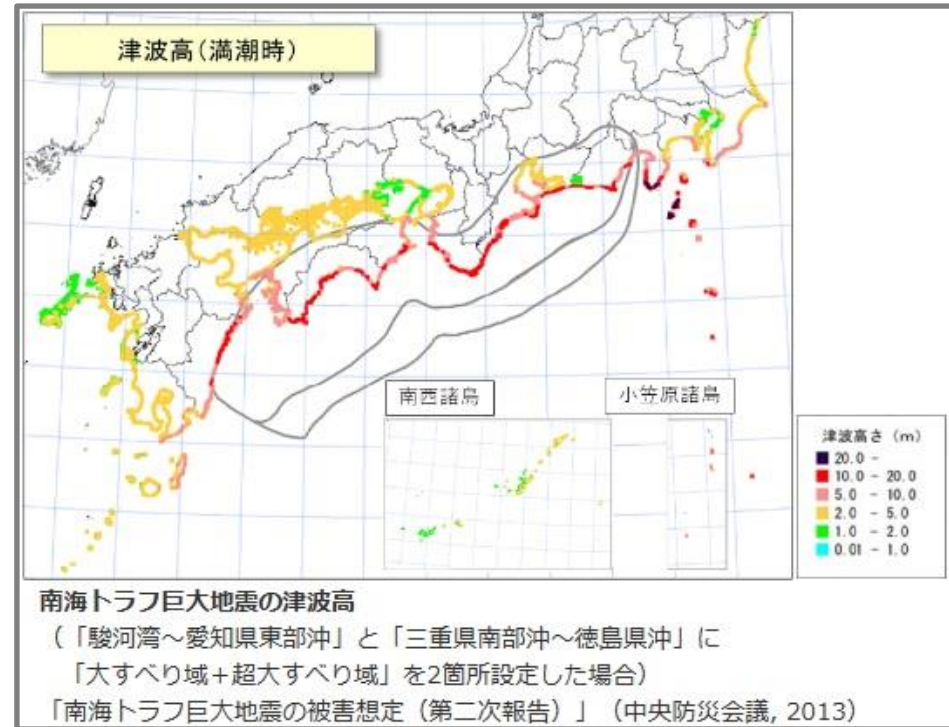 津波高(満潮時)
南西諸島
小笠原諸島
津波高さ (m)
20.0 -
10.0 - 20.0
5.0 - 10.0
2.0 - 5.0
1.0 - 2.0
0.01 - 1.0
南海トラフ巨大地震の津波高
(「駿河湾~愛知県東部沖」と「三重県南部沖~徳島県沖」に
「大すべり域+超大すべり域」を2箇所設定した場合)
「南海トラフ巨大地震の被害想定(第二次報告)」(中央防災会議, 2013)